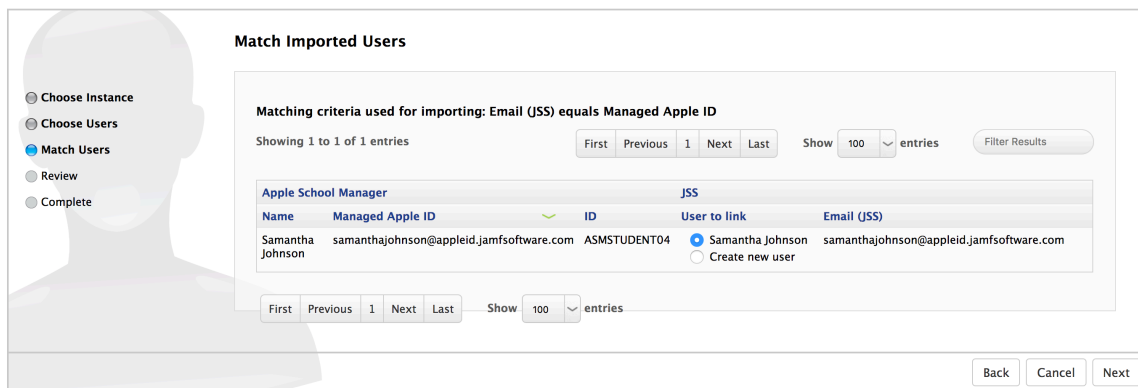 Match Imported Users
Choose Instance
Choose Users
Match Users
Review
Complete
Matching criteria used for importing: Email (JSS) equals Managed Apple ID
Showing 1 to 1 of 1 entries First Previous 1 Next Last Show 100 entries Filter Results
Apple School Manager JSS
Name Managed Apple ID ID User to link Email (JSS)
Samantha samanthajohnson@appleid.jamfsoftware.com ASMSTUDENT04 Samantha Johnson samanthajohnson@appleid.jamfsoftware.com
Johnson Create new user
First Previous 1 Next Last Show 100 entries
Back Cancel Next